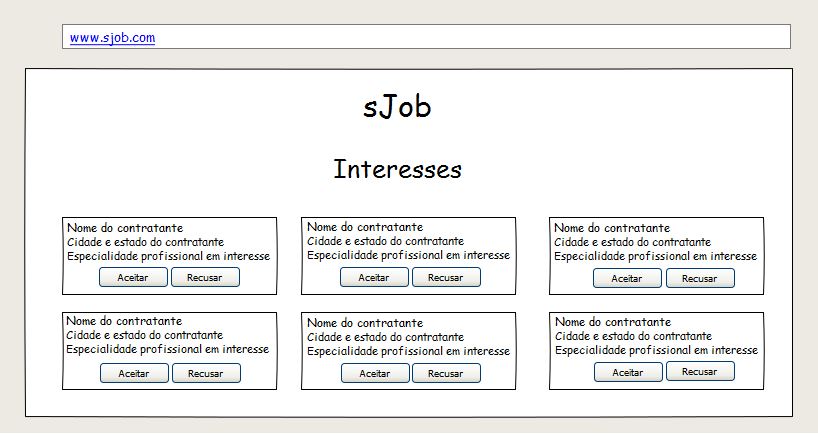 www.sjob.com
sJob
Interesses
Nome do contratante
Cidade e estado do contratante
Especialidade profissional em interesse
Aceitar Recusar
Nome do contratante
Cidade e estado do contratante
Especialidade profissional em interesse
Aceitar Recusar
Nome do contratante
Cidade e estado do contratante
Especialidade profissional em interesse
Aceitar Recusar
Nome do contratante
Cidade e estado do contratante
Especialidade profissional em interesse
Aceitar Recusar
Nome do contratante
Cidade e estado do contratante
Especialidade profissional em interesse
Aceitar Recusar
Nome do contratante
Cidade e estado do contratante
Especialidade profissional em interesse
Aceitar Recusar